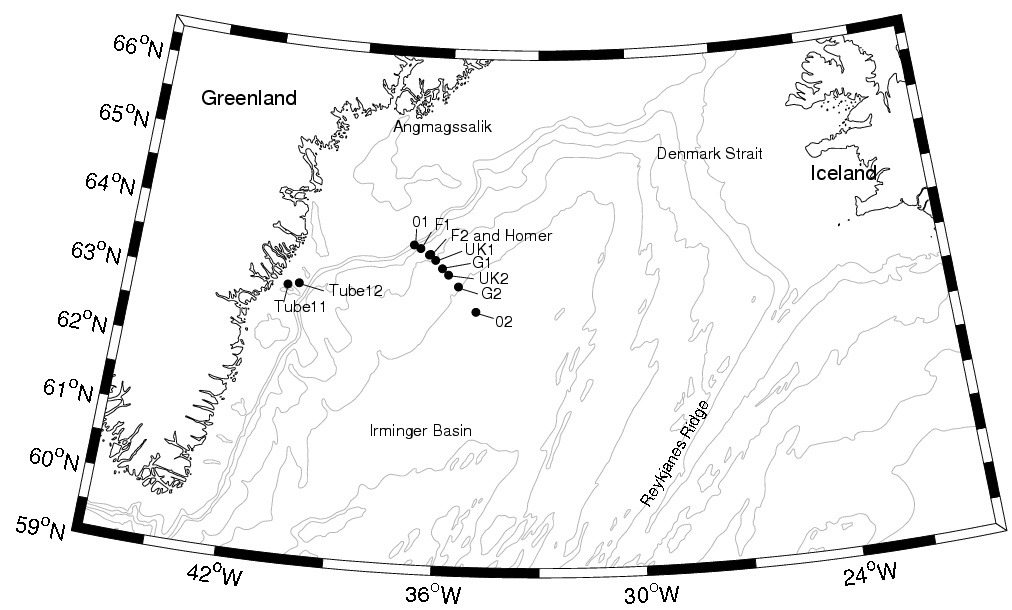 66°N
Greenland
65°N
Angmagssalik
Denmark Strait
64°N
Iceland
01
F1
F2 and Homer
63°N
UK1
G1
UK2
Tube12
G2
Tube11
62°N
02
61°N
Irminger Basin
Reykjanes Ridge
60°N
59°N
42°W
36°W
30°W
24°W